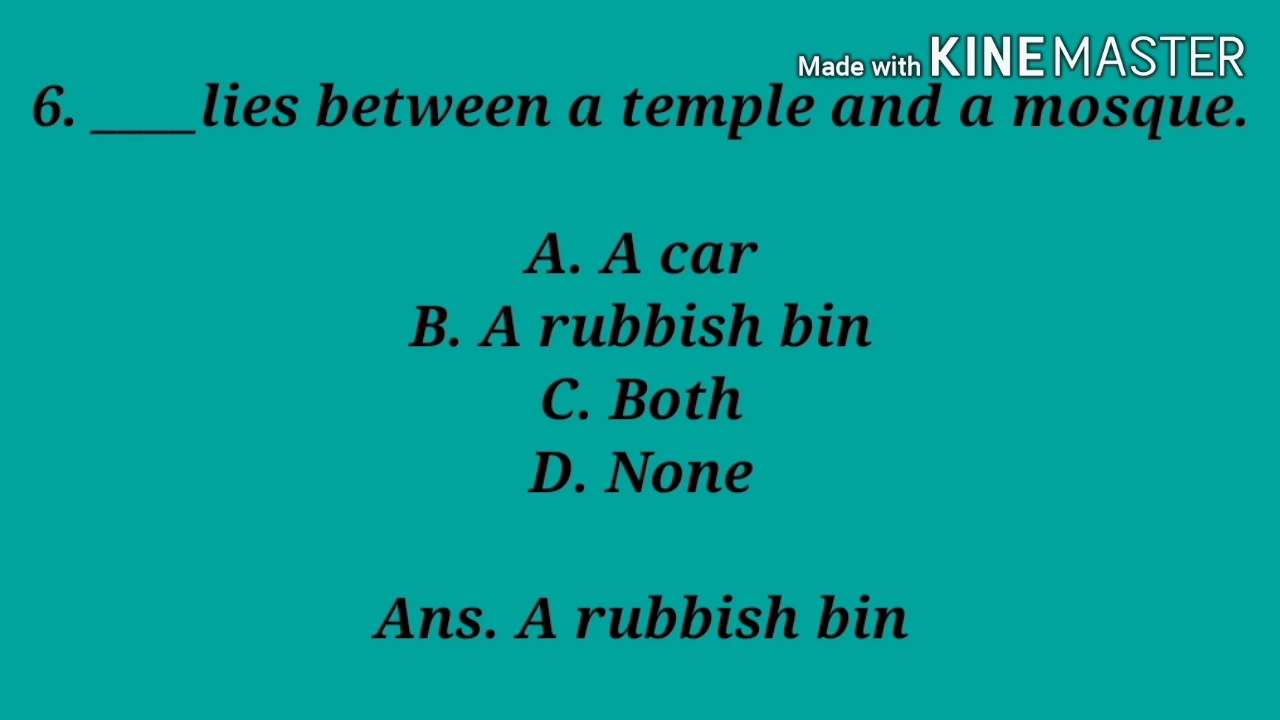 Made with KINEMASTER
6. ____lies between a temple and a mosque.
A. A car
B. A rubbish bin
C. Both
D. None
Ans. A rubbish bin